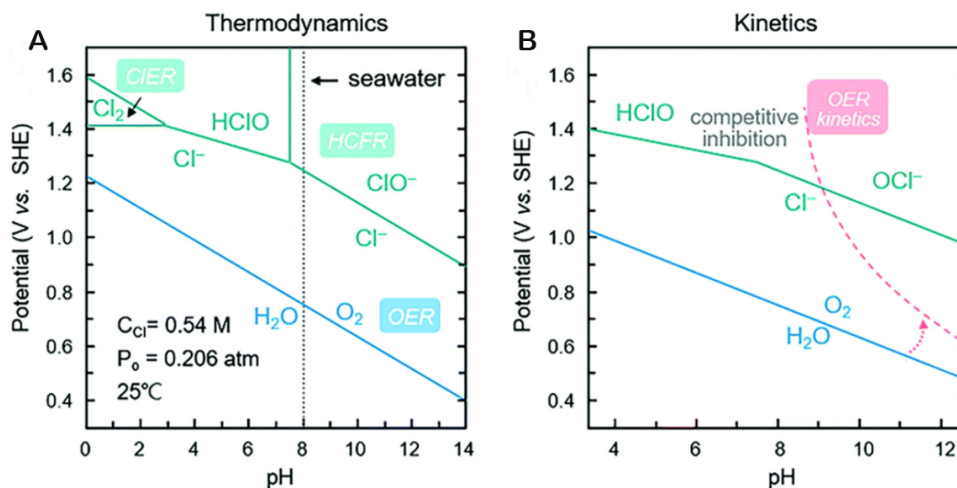 A
Thermodynamics
Potential (V vs. SHE)
1.6
1.4
1.2
1.0
0.8
0.6
0.4
ClER
Cl₂
HClO
Cl⁻
seawater
HCFR
ClO⁻
Cl⁻
H₂O
O₂
OER
C_Cl= 0.54 M
P₀ = 0.206 atm
25℃
0 2 4 6 8 10 12 14
pH
B
Kinetics
Potential (V vs. SHE)
1.6
1.4
1.2
1.0
0.8
0.6
0.4
HClO
competitive
inhibition
OER
kinetics
Cl⁻
OCl⁻
O₂
H₂O
4 6 8 10 12
pH